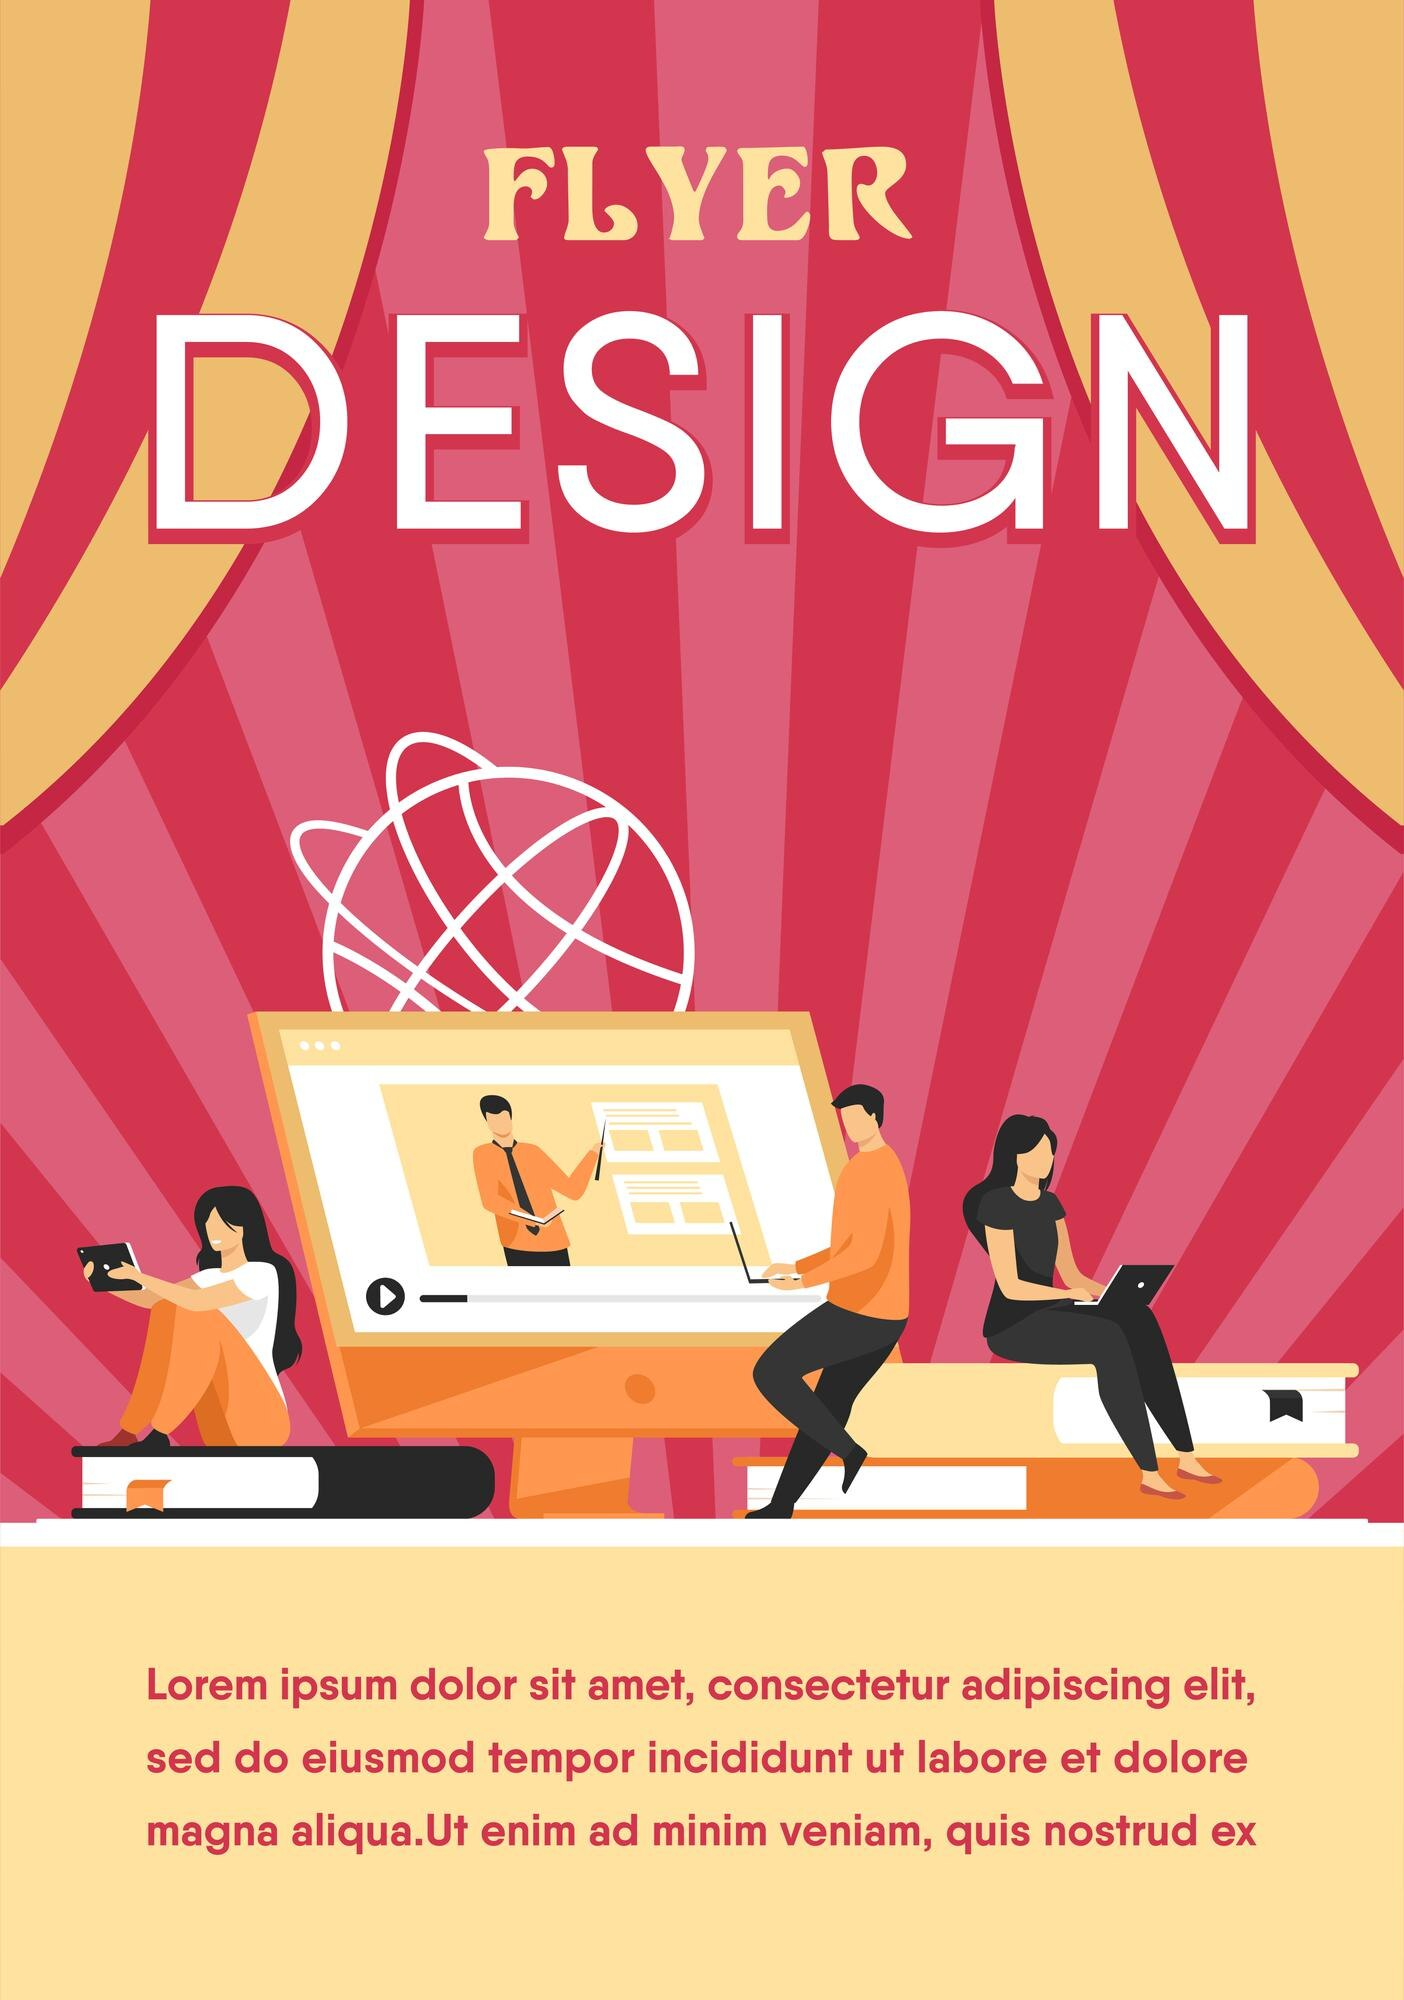 FLYER
DESIGN
Lorem ipsum dolor sit amet, consectetur adipiscing elit,
sed do eiusmod tempor incididunt ut labore et dolore
magna aliqua.Ut enim ad minim veniam, quis nostrud ex